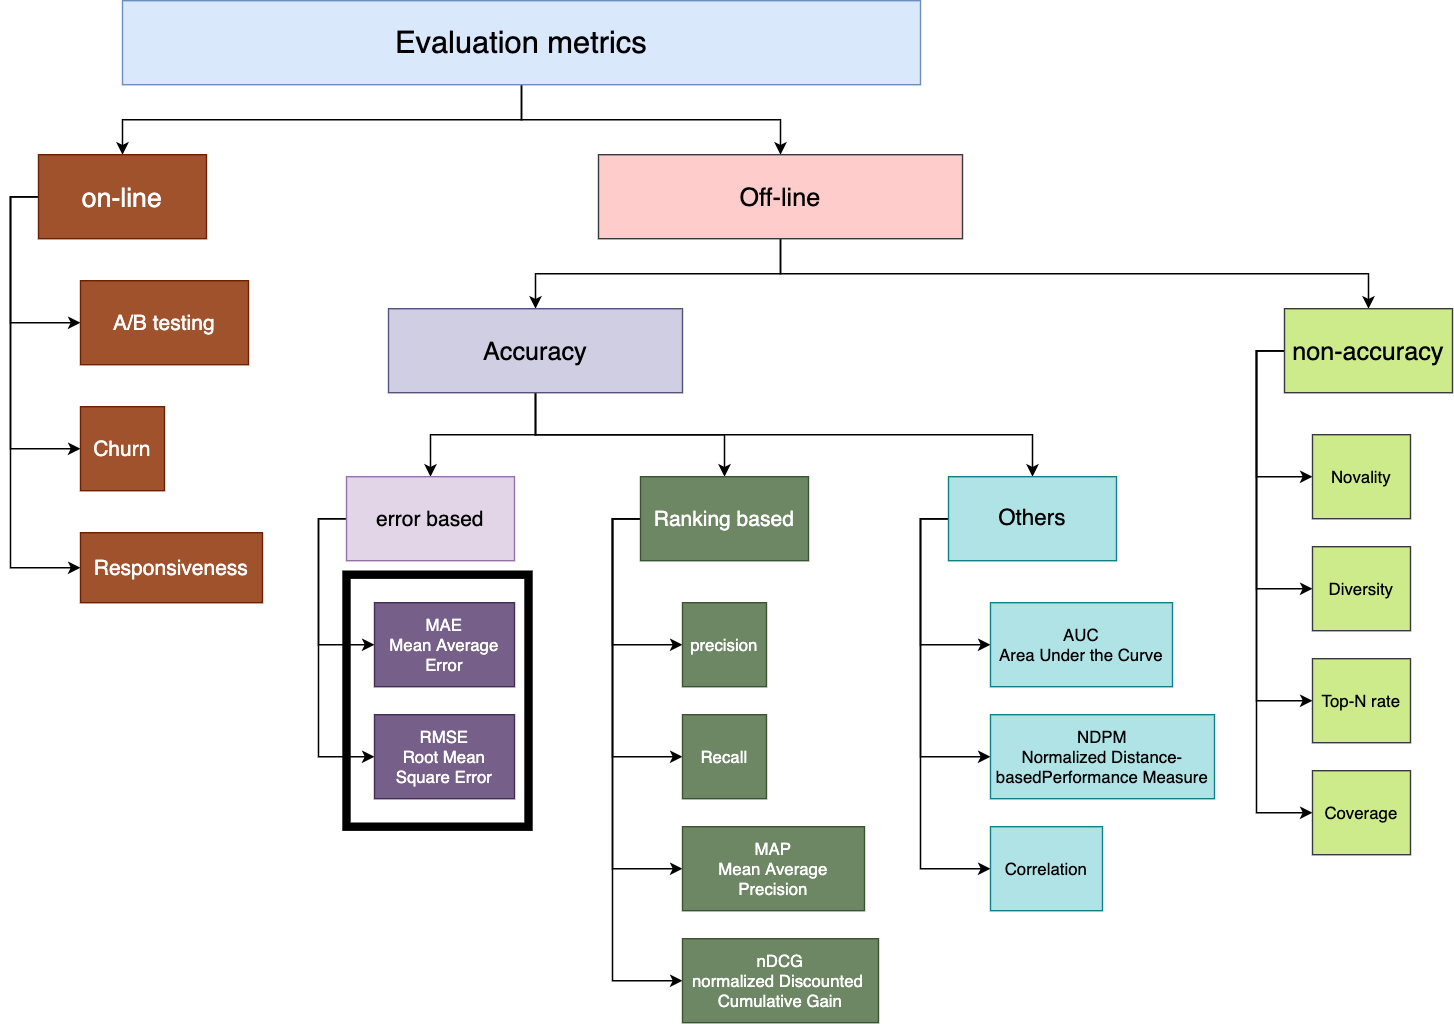 Evaluation metrics
on-line
Off-line
A/B testing
Churn
Responsiveness
Accuracy
non-accuracy
error based
MAE
Mean Average
Error
RMSE
Root Mean
Square Error
Ranking based
precision
Recall
MAP
Mean Average
Precision
nDCG
normalized Discounted
Cumulative Gain
Others
AUC
Area Under the Curve
NDPM
Normalized Distance-
basedPerformance Measure
Correlation
Novality
Diversity
Top-N rate
Coverage